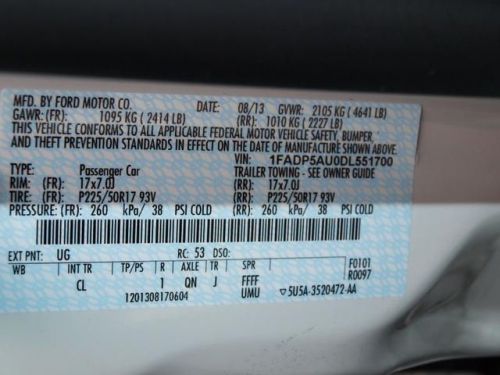 MFD. BY FORD MOTOR CO. DATE: 08/13 GVWR: 2105 KG (4641 LB)
GAWR: (FR): 1095 KG ( 2414 LB) (RR): 1010 KG ( 2227 LB)
THIS VEHICLE CONFORMS TO ALL APPLICABLE FEDERAL MOTOR VEHICLE SAFETY, BUMPER,
AND THEFT PREVENTION STANDARDS IN EFFECT ON THE DATE OF MANUFACTURE SHOWN ABOVE.
VIN: 1FADP5AU0DL551700
TYPE: Passenger Car TRAILER TOWING - SEE OWNERS GUIDE
RIM: (FR) 17x7.0J (RR) 17x7.0J
TIRE: (FR) P225/50R17 93V (RR) P225/50R17 93V
PRESSURE: (FR) 260 kPa/ 38 PSI COLD (RR) 260 kPa/ 38 PSI COLD
EXT PNT: UG RC: 53 DSO: F0101
WB INT TR TP/PS R AXLE TR SPR R0097
CL 1 QN J FFFF
1201308170604 UMU ▽5U5A-3520472-AA